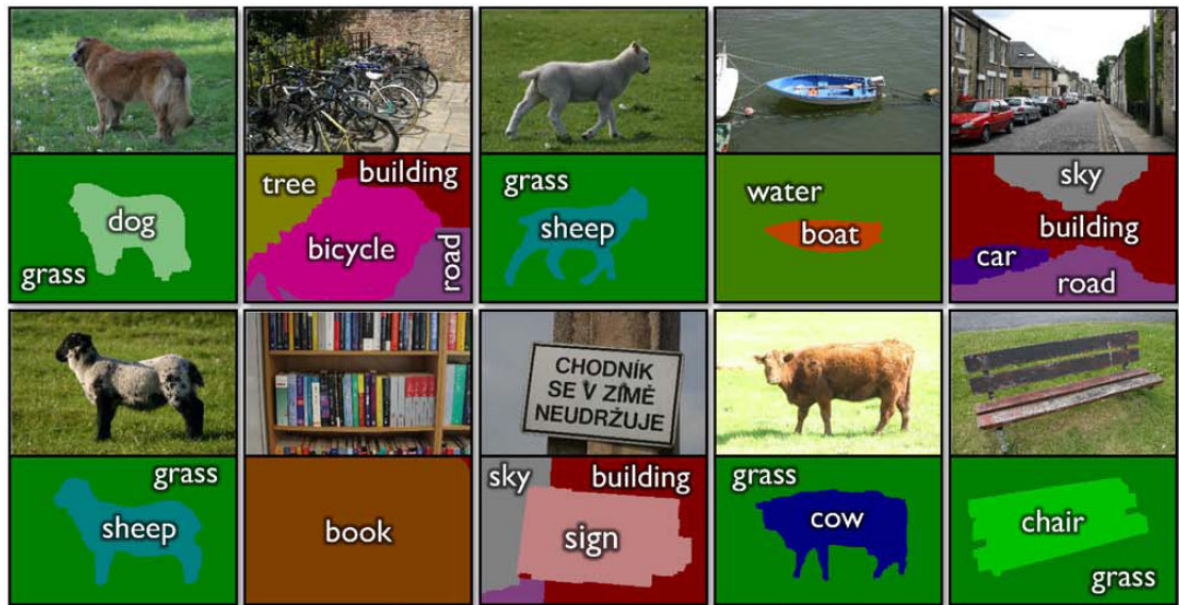 dog
grass
tree
building
bicycle
road
grass
sheep
water
boat
sky
building
car
road
CHODNÍK
SE V ZÍMĚ
NEUDRŽUJE
grass
sheep
book
sky
building
sign
grass
cow
chair
grass